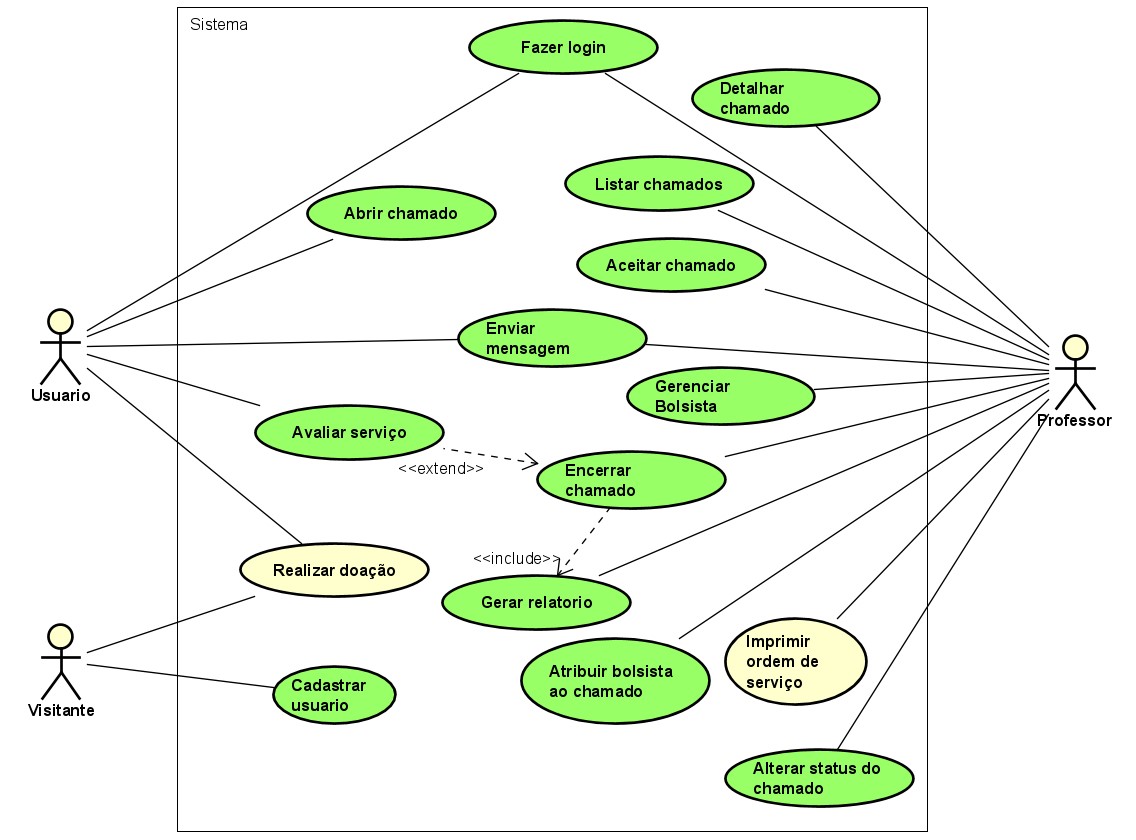 Sistema
Fazer login
Detalhar
chamado
Listar chamados
Abrir chamado
Aceitar chamado
Enviar
mensagem
Gerenciar
Bolsista
Usuario
Professor
Avaliar serviço
<<extend>>
Encerrar
chamado
<<include>>
Realizar doação
Gerar relatorio
Imprimir
ordem de
serviço
Atribuir bolsista
ao chamado
Cadastrar
usuario
Visitante
Alterar status do
chamado